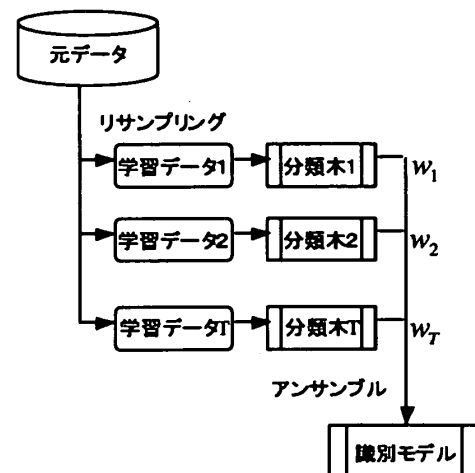 元データ
リサンプリング
学習データ1
分類木1
w1
学習データ2
分類木2
w2
学習データT
分類木T
wT
アンサンブル
識別モデル